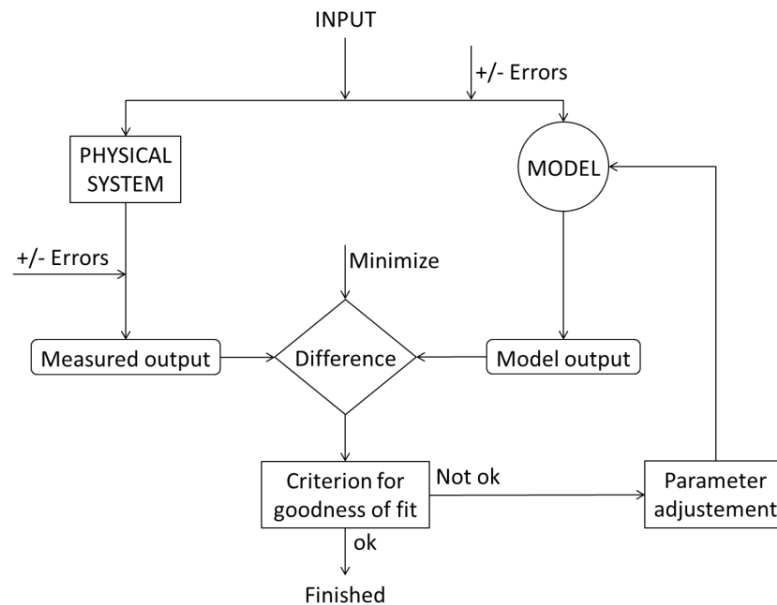 INPUT
+/- Errors
PHYSICAL
SYSTEM
MODEL
+/- Errors
Minimize
Measured output
Difference
Model output
Criterion for
goodness of fit
Not ok
Parameter
adjustement
ok
Finished